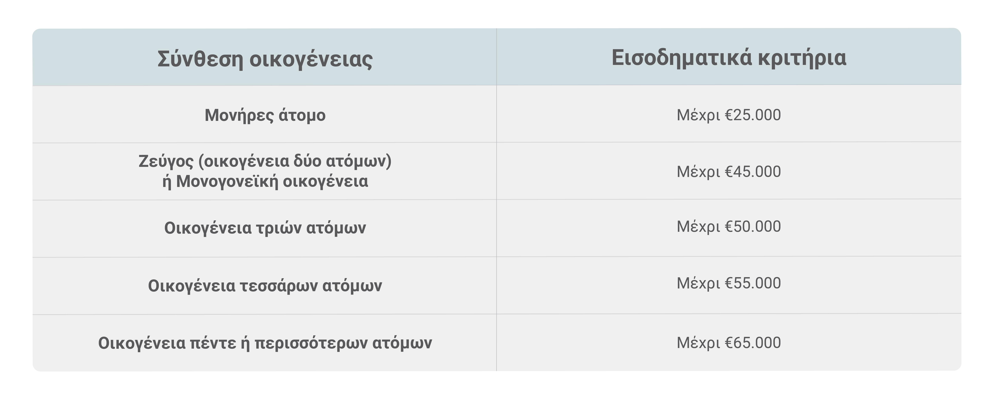 Σύνθεση οικογένειας
Εισοδηματικά κριτήρια
Μονήρες άτομο
Μέχρι €25.000
Ζεύγος (οικογένεια δύο ατόμων)
ή Μονογονεϊκή οικογένεια
Μέχρι €45.000
Οικογένεια τριών ατόμων
Μέχρι €50.000
Οικογένεια τεσσάρων ατόμων
Μέχρι €55.000
Οικογένεια πέντε ή περισσότερων ατόμων
Μέχρι €65.000